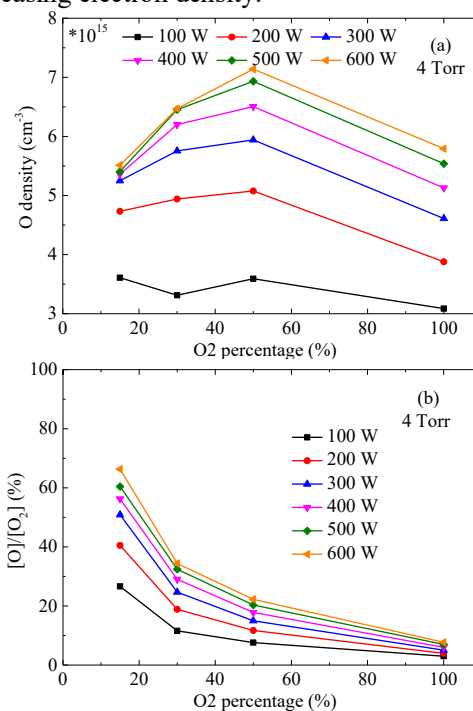 easing electron density.
*10^15
100 W 200 W 300 W
400 W 500 W 600 W
(a)
4 Torr
8
7
6
5
4
3
O density (cm^-3)
0 20 40 60 80 100
O2 percentage (%)
(b)
4 Torr
100 W
200 W
300 W
400 W
500 W
600 W
100
80
60
40
20
0
[O]/[O₂] (%)
0 20 40 60 80 100
O2 percentage (%)